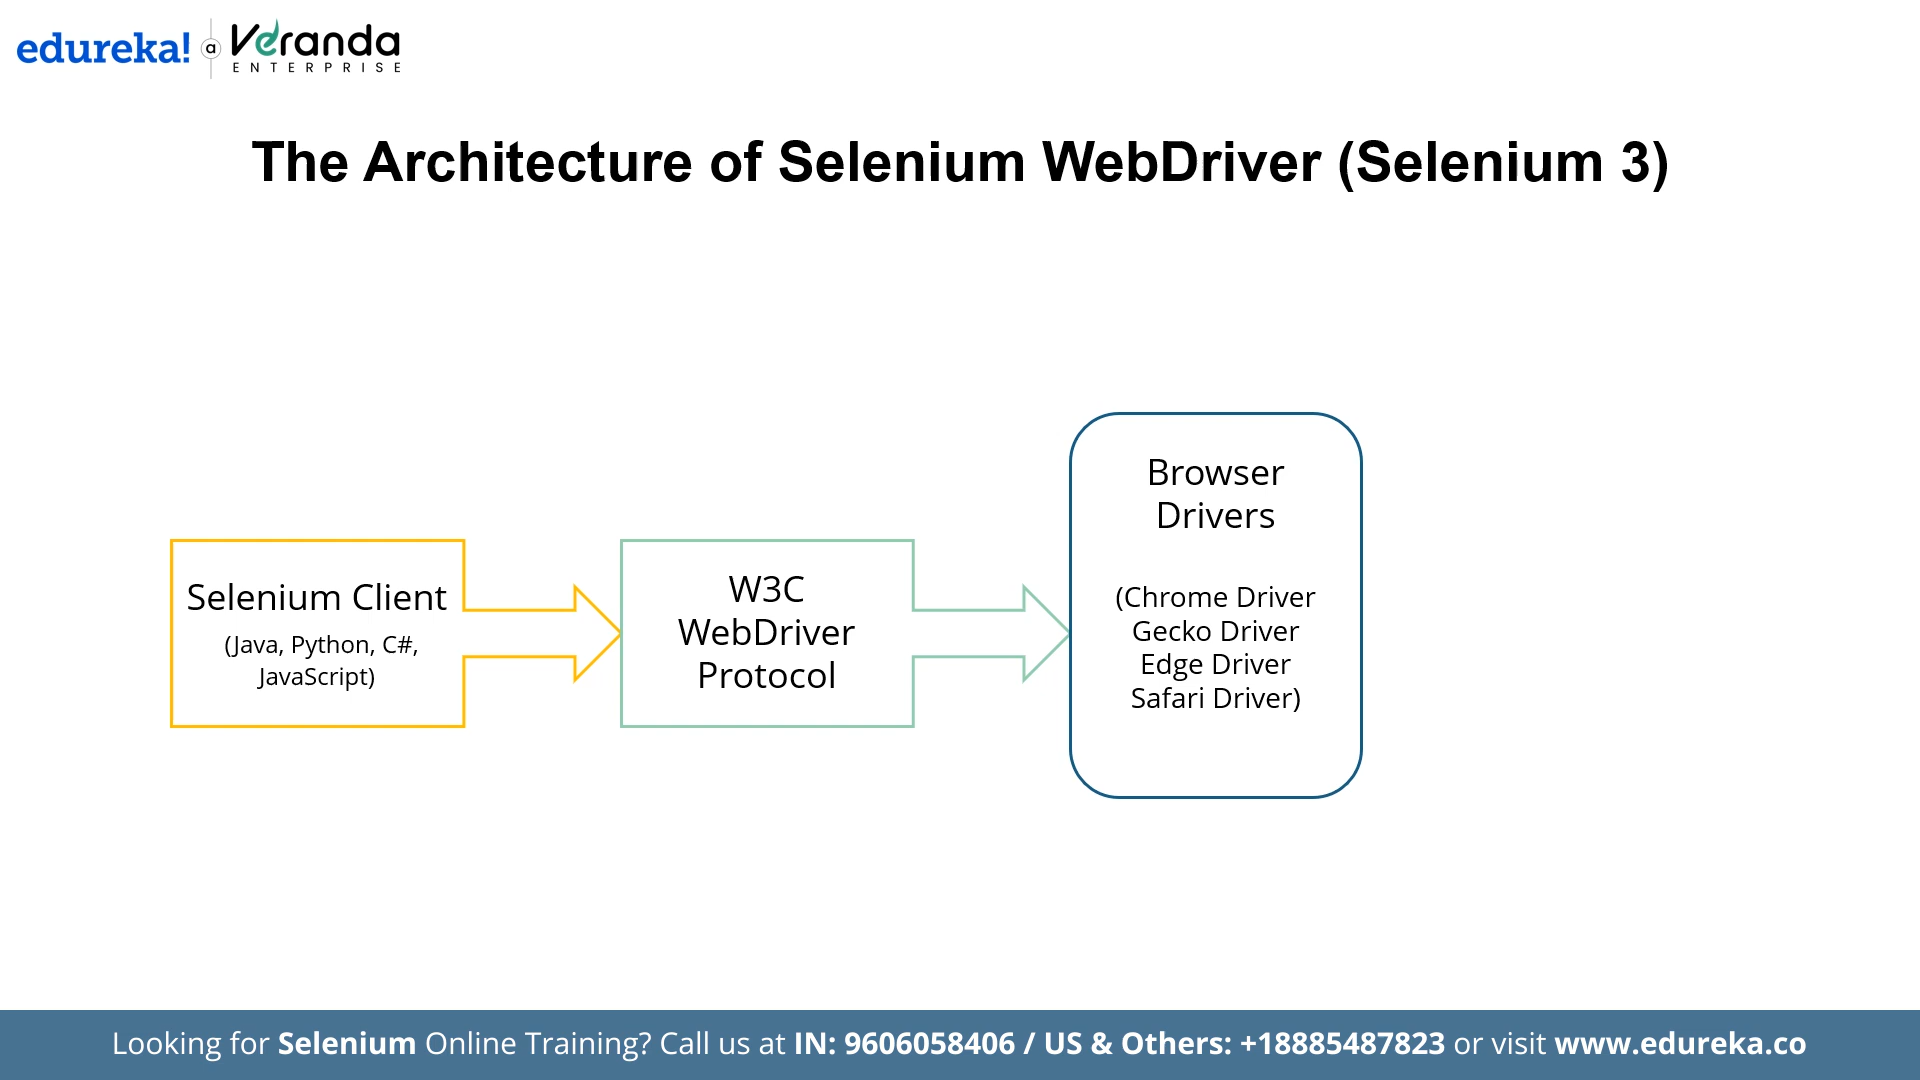 edureka! a Veranda
ENTERPRISE
The Architecture of Selenium WebDriver (Selenium 3)
Selenium Client
(Java, Python, C#,
JavaScript)
W3C
WebDriver
Protocol
Browser
Drivers
(Chrome Driver
Gecko Driver
Edge Driver
Safari Driver)
Looking for Selenium Online Training? Call us at IN: 9606058406 / US & Others: +18885487823 or visit www.edureka.co